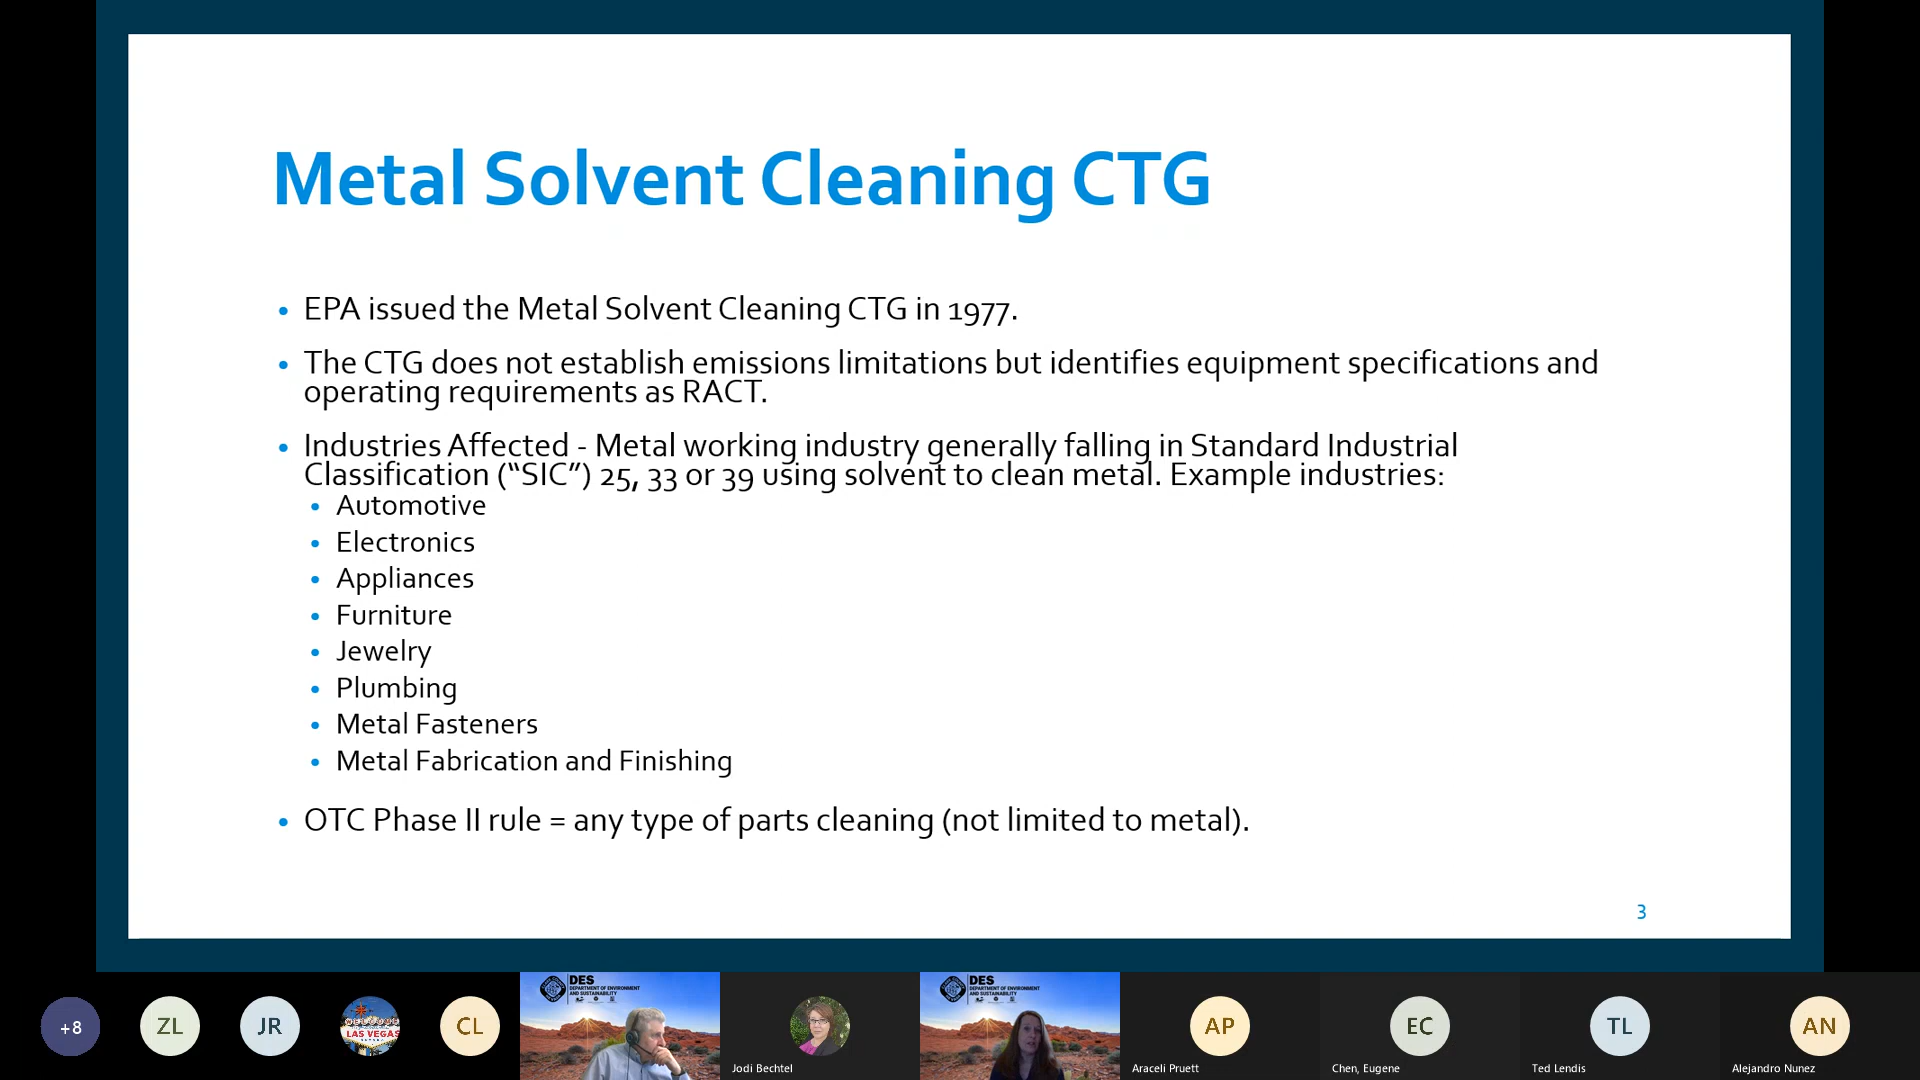 Metal Solvent Cleaning CTG
• EPA issued the Metal Solvent Cleaning CTG in 1977.
• The CTG does not establish emissions limitations but identifies equipment specifications and
operating requirements as RACT.
• Industries Affected - Metal working industry generally falling in Standard Industrial
Classification (“SIC”) 25, 33 or 39 using solvent to clean metal. Example industries:
• Automotive
• Electronics
• Appliances
• Furniture
• Jewelry
• Plumbing
• Metal Fasteners
• Metal Fabrication and Finishing
• OTC Phase II rule = any type of parts cleaning (not limited to metal).
3
+8
ZL
JR
WELCOME
LAS VEGAS
CL
DES
DEPARTMENT OF ENVIRONMENT
AND SUSTAINABILITY
Jodi Bechtel
DES
DEPARTMENT OF ENVIRONMENT
AND SUSTAINABILITY
AP
Araceli Pruett
EC
Chen, Eugene
TL
Ted Lendis
AN
Alejandro Nunez